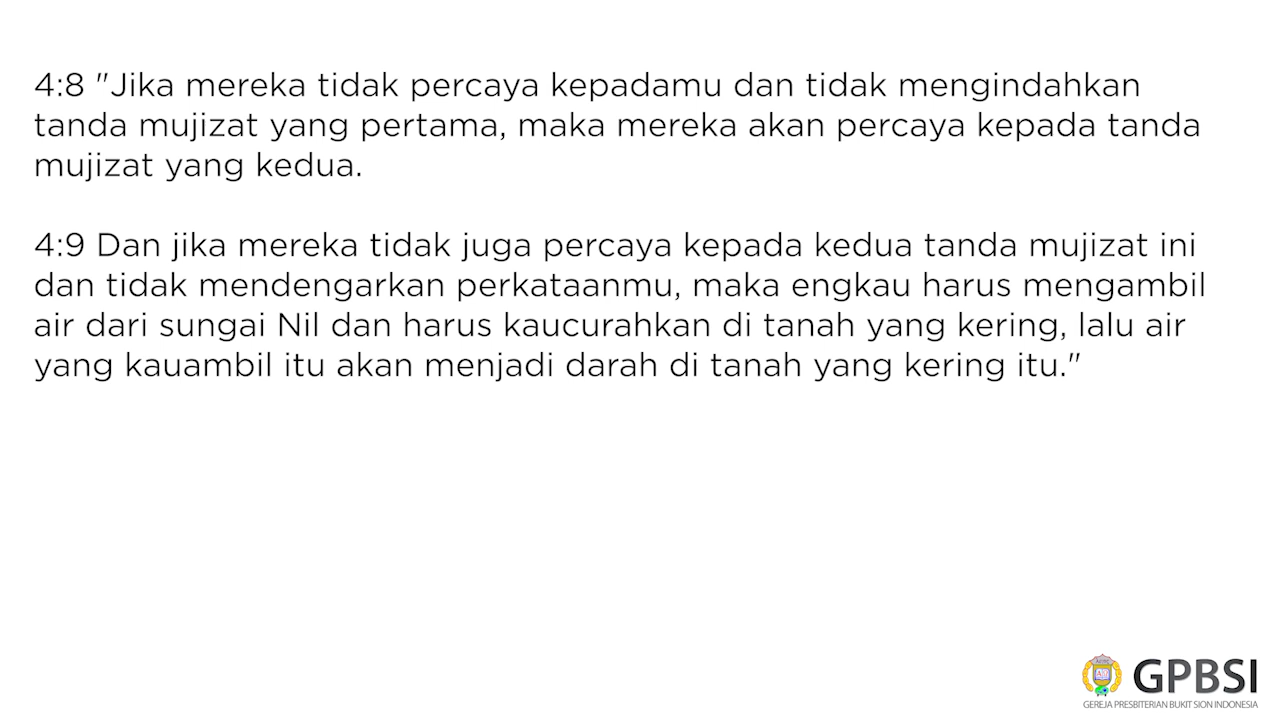 4:8 "Jika mereka tidak percaya kepadamu dan tidak mengindahkan
tanda mujizat yang pertama, maka mereka akan percaya kepada tanda
mujizat yang kedua.
4:9 Dan jika mereka tidak juga percaya kepada kedua tanda mujizat ini
dan tidak mendengarkan perkataanmu, maka engkau harus mengambil
air dari sungai Nil dan harus kaucurahkan di tanah yang kering, lalu air
yang kauambil itu akan menjadi darah di tanah yang kering itu."
GPBSI
GEREJA PRESBITERIAN BUKIT SION INDONESIA